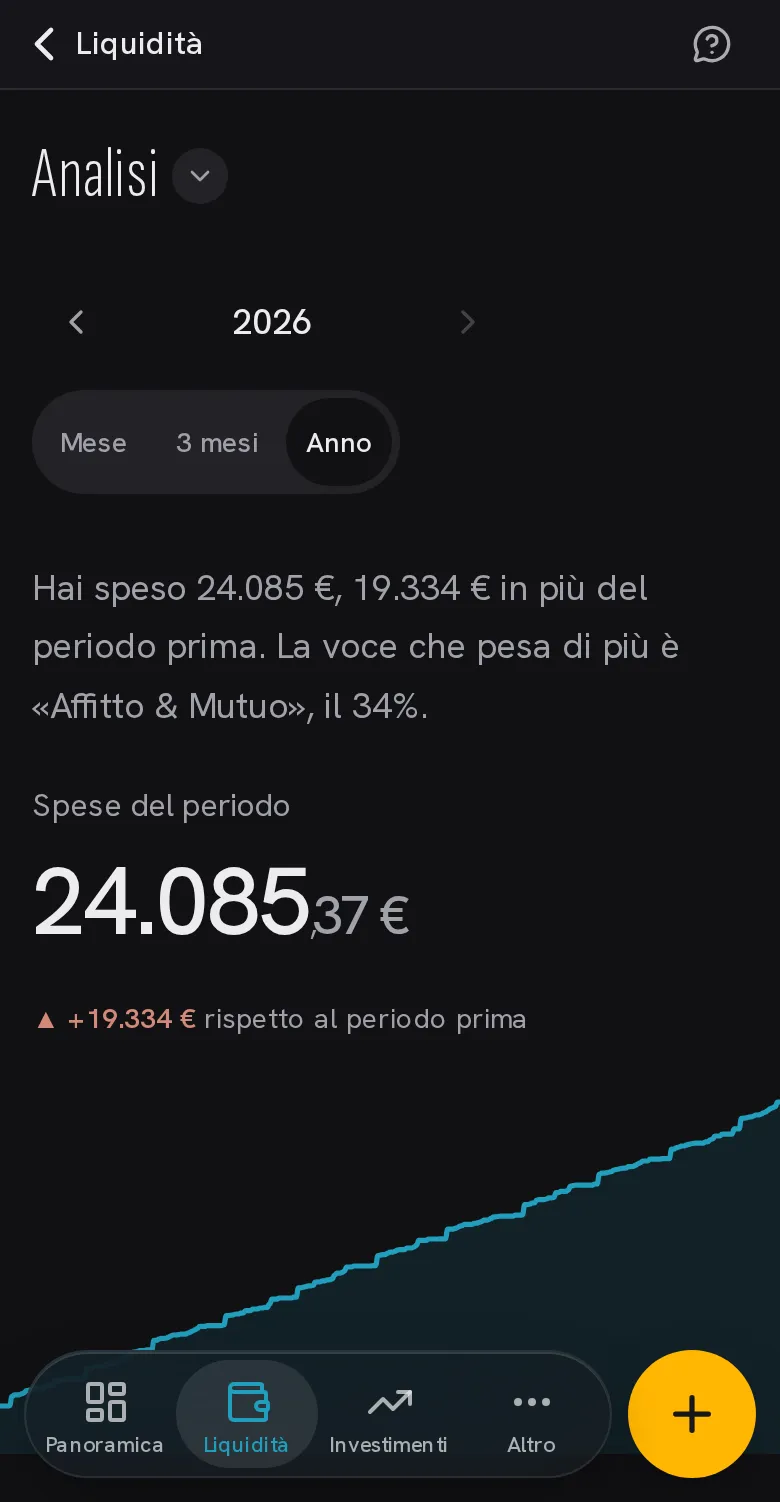 Liquidità
Analisi
2026
Mese 3 mesi Anno
Hai speso 24.085 €, 19.334 € in più del
periodo prima. La voce che pesa di più è
«Affitto & Mutuo», il 34%.
Spese del periodo
24.085,37 €
▲ +19.334 € rispetto al periodo prima
Panoramica Liquidità Investimenti Altro